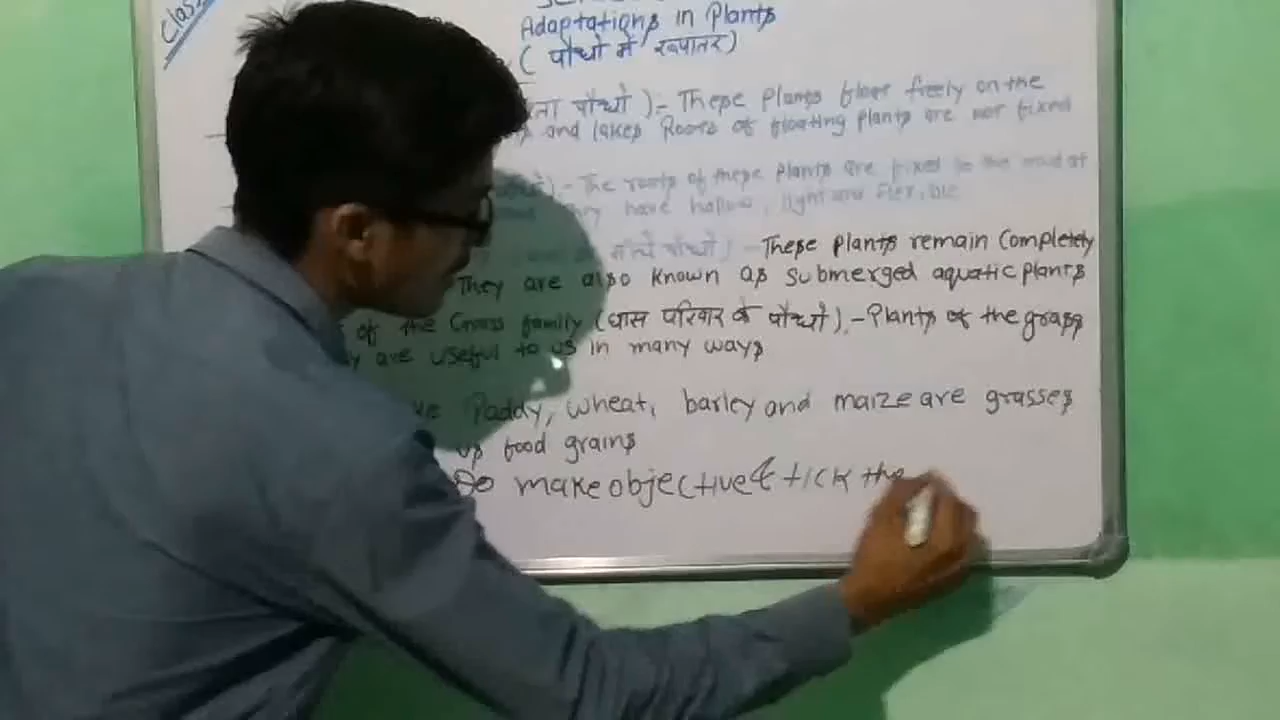 Class
Adaptations in Plants
( पौधों में रूपांतर)
पौधों ):- These plants float freely on the
and lakes Roots of floating plants are not fixed
:- The roots of these plants are fixed in the mud at
They have hollow, light and flexible
पौधों) :- These plants remain completely
They are also known as submerged aquatic plants
of the Grass family (घास परिवार के पौधों):- Plants of the grass
are useful to us in many ways
Paddy, wheat, barley and maize are grasses
us food grains
Do make objective & tick the